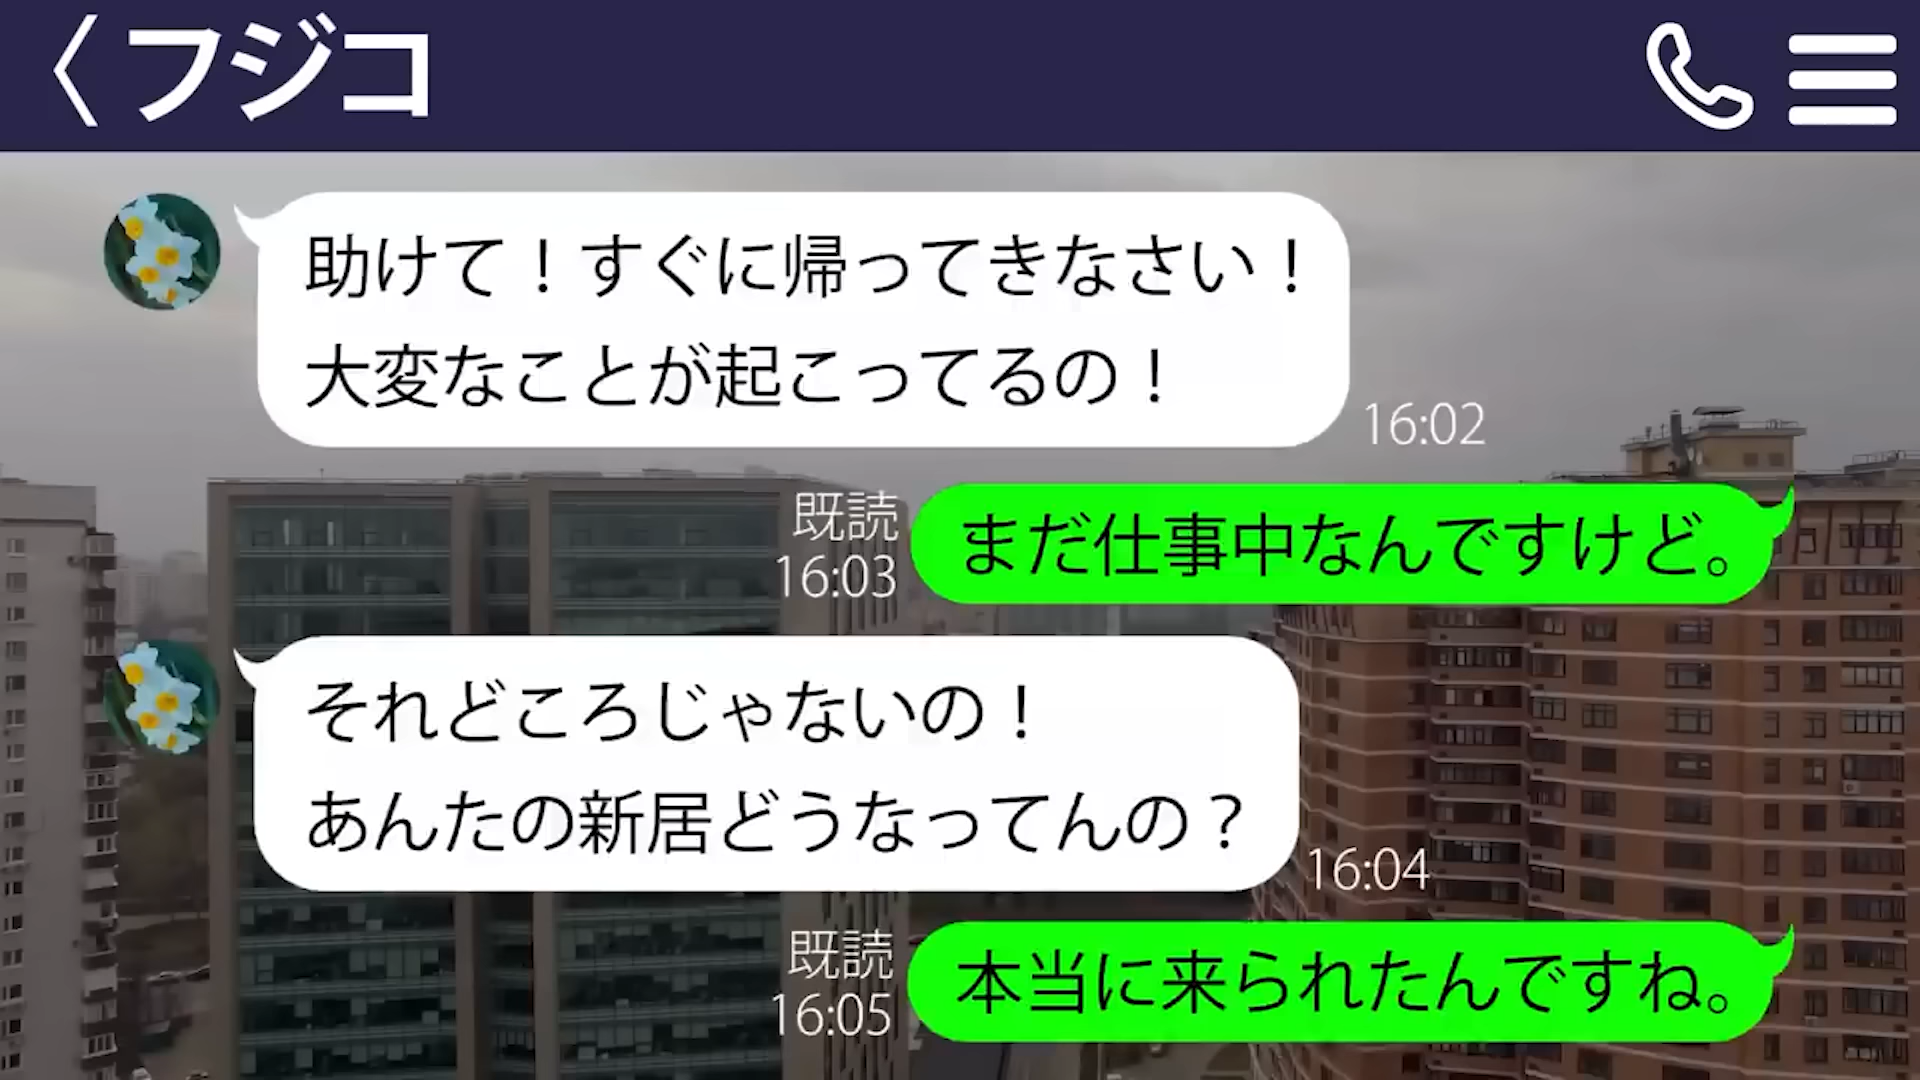 フジコ
助けて！すぐに帰ってきなさい！
大変なことが起こってるの！
16:02
既読
16:03
まだ仕事中なんですけど。
それどころじゃないの！
あんたの新居どうなってんの？
16:04
既読
16:05
本当に来られたんですね。